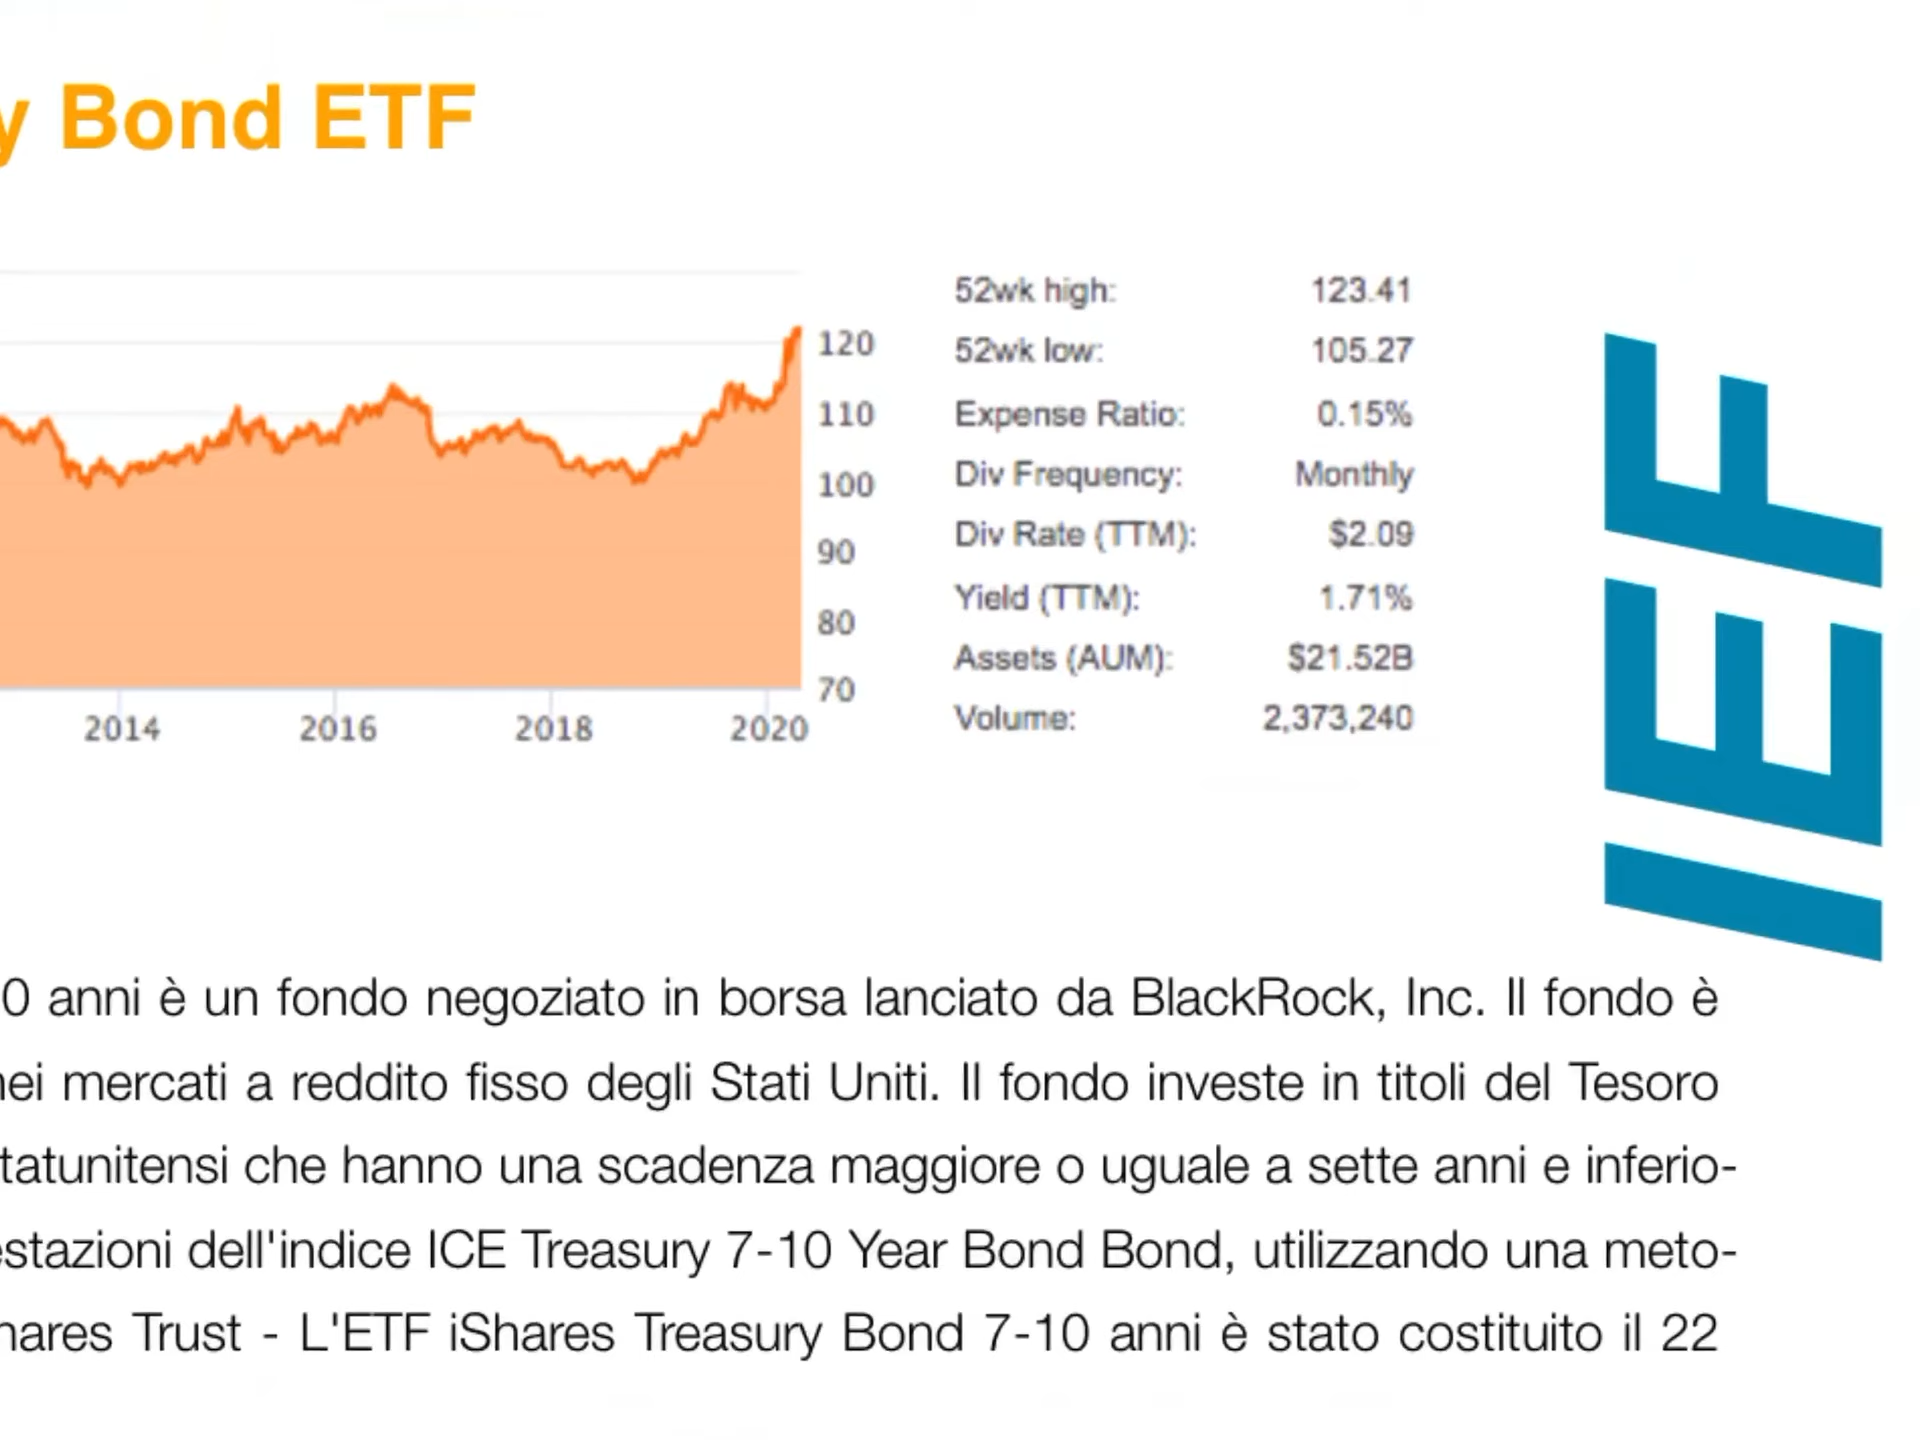 y Bond ETF
120
110
100
90
80
70
2014 2016 2018 2020
52wk high: 123.41
52wk low: 105.27
Expense Ratio: 0.15%
Div Frequency: Monthly
Div Rate (TTM): $2.09
Yield (TTM): 1.71%
Assets (AUM): $21.52B
Volume: 2,373,240
IEF
0 anni è un fondo negoziato in borsa lanciato da BlackRock, Inc. Il fondo è
nei mercati a reddito fisso degli Stati Uniti. Il fondo investe in titoli del Tesoro
tatunitensi che hanno una scadenza maggiore o uguale a sette anni e inferio-
estazioni dell'indice ICE Treasury 7-10 Year Bond Bond, utilizzando una meto-
hares Trust - L'ETF iShares Treasury Bond 7-10 anni è stato costituito il 22